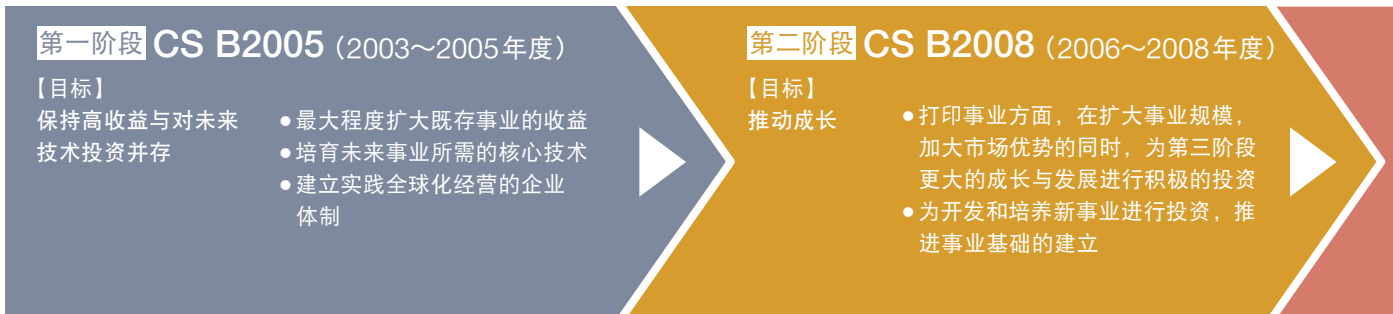 第一阶段 CS B2005（2003～2005年度）
【目标】
保持高收益与对未来
技术投资并存
●最大程度扩大既存事业的收益
●培育未来事业所需的核心技术
●建立实践全球化经营的企业
体制
第二阶段 CS B2008（2006～2008年度）
【目标】
推动成长
●打印事业方面，在扩大事业规模，
加大市场优势的同时，为第三阶段
更大的成长与发展进行积极的投资
●为开发和培养新事业进行投资，推
进事业基础的建立